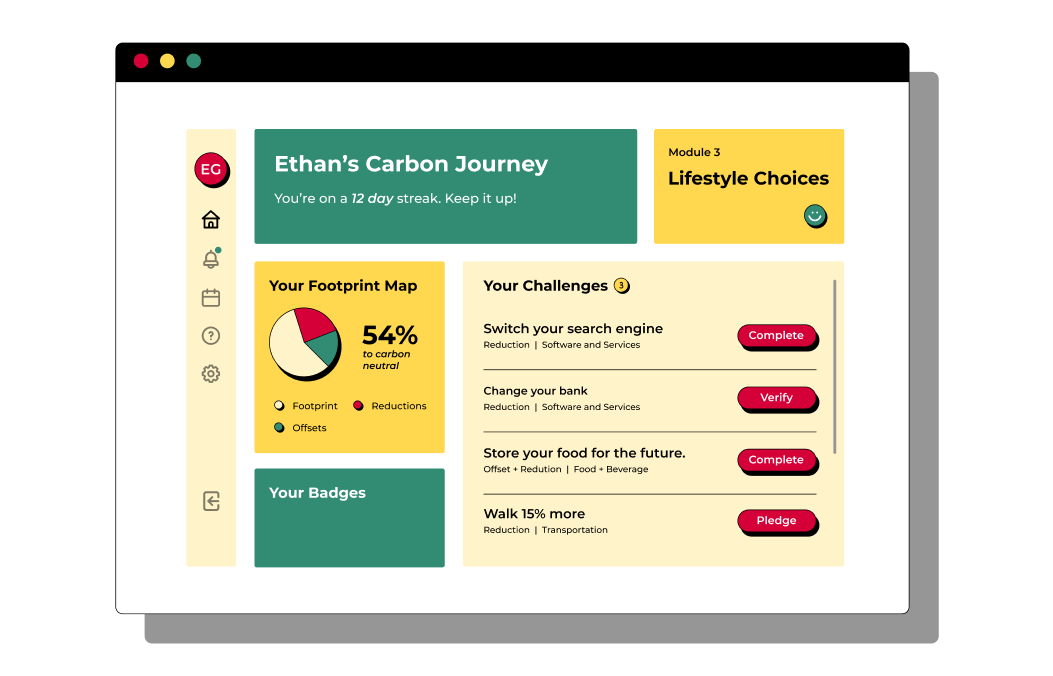 EG
Ethan’s Carbon Journey
You’re on a 12 day streak. Keep it up!
Module 3
Lifestyle Choices
Your Footprint Map
54%
to carbon
neutral
Footprint
Reductions
Offsets
Your Badges
Your Challenges 3
Switch your search engine
Reduction | Software and Services
Complete
Change your bank
Reduction | Software and Services
Verify
Store your food for the future.
Offset + Redution | Food + Beverage
Complete
Walk 15% more
Reduction | Transportation
Pledge